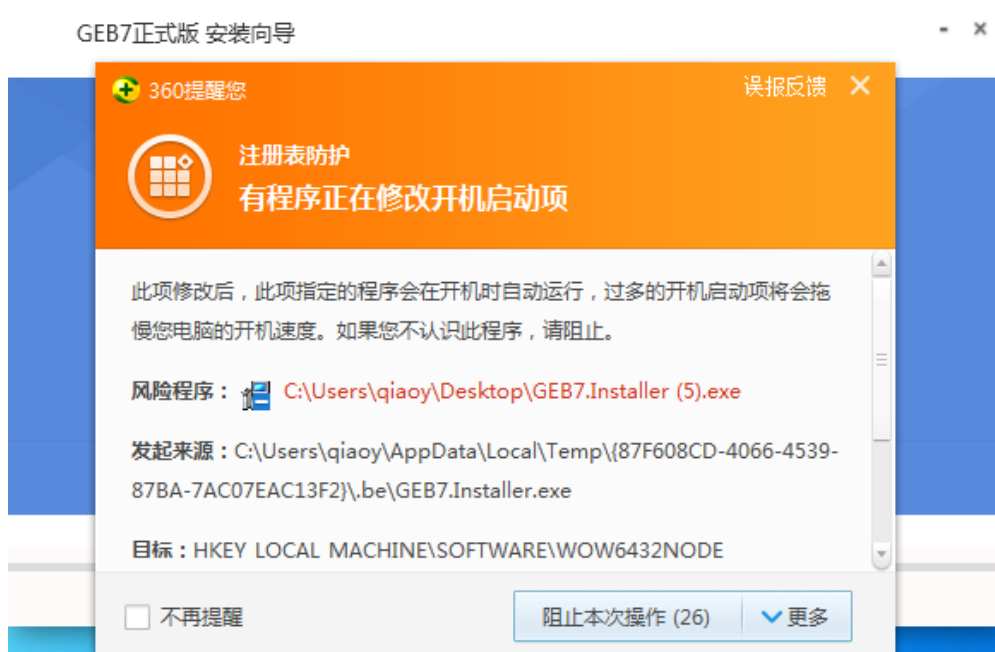 GEB7正式版 安装向导
360提醒您
误报反馈
注册表防护
有程序正在修改开机启动项
此项修改后，此项指定的程序会在开机时自动运行，过多的开机启动项将会拖
慢您电脑的开机速度。如果您不认识此程序，请阻止。
风险程序： C:\Users\qiaoy\Desktop\GEB7.Installer (5).exe
发起来源：C:\Users\qiaoy\AppData\Local\Temp\{87F608CD-4066-4539-
87BA-7AC07EAC13F2}\.be\GEB7.Installer.exe
目标：HKEY LOCAL MACHINE\SOFTWARE\WOW6432NODE
不再提醒
阻止本次操作 (26)
更多